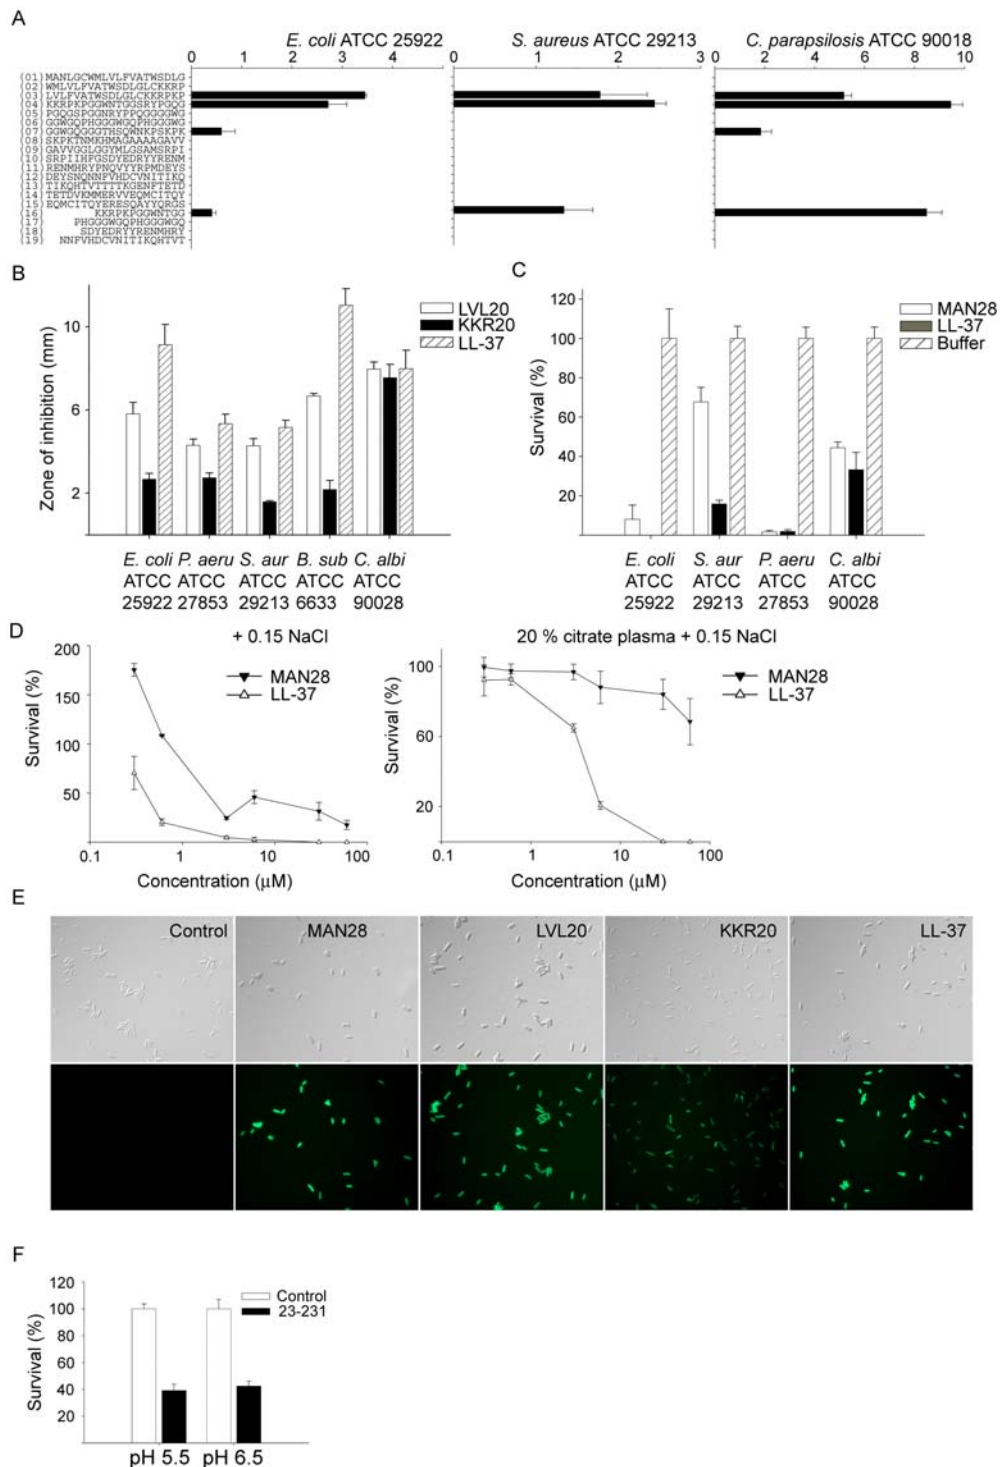 A
E. coli ATCC 25922
S. aureus ATCC 29213
C. parapsilosis ATCC 90018
0 1 2 3 4
0 1 2 3
0 2 4 6 8 10
(01) MANLGCWMLVLFVATWSDLG
(02) WMLVLFVATWSDLGLCKKRP
(03) LVLFVATWSDLGLCKKRPKP
(04) KKRPKPGGWNTGGSRYPGQG
(05) PGQGSPGGNRYPPQGGGGWG
(06) GGWGQPHGGGWGQPHGGGWG
(07) GGWGQGGGTHSQWNKPSKPK
(08) SKPKTNMKHMAGAAAAGAVV
(09) GAVVGGLGGYMLGSAMSRPI
(10) SRPIIHFGSDYEDRYYRENM
(11) RENMHRYPNQVYYRPMDEYS
(12) DEYSNQNNFVHDCVNITIKQ
(13) TIKQHTVTTTTKGENFTETD
(14) TETDVKMMERVVEQMCITQY
(15) EQMCITQYERESQAYYQRGS
(16) KKRPKPGGWNTGG
(17) PHGGGWGQPHGGGWGQ
(18) SDYEDRYYRENMHRY
(19) NNFVHDCVNITIKQHTVT
B
Zone of inhibition (mm)
10
6
2
LVL20
KKR20
LL-37
E. coli P. aeru S. aur B. sub C. albi
ATCC ATCC ATCC ATCC ATCC
25922 27853 29213 6633 90028
C
Survival (%)
120
100
80
60
40
20
MAN28
LL-37
Buffer
E. coli S. aur P. aeru C. albi
ATCC ATCC ATCC ATCC
25922 29213 27853 90028
D
+ 0.15 NaCl
Survival (%)
200
150
100
50
MAN28
LL-37
0.1 1 10 100
Concentration (µM)
20 % citrate plasma + 0.15 NaCl
Survival (%)
100
60
20
MAN28
LL-37
0.1 1 10 100
Concentration (µM)
E
Control MAN28 LVL20 KKR20 LL-37
F
Survival (%)
120
100
80
60
40
20
Control
23-231
pH 5.5 pH 6.5